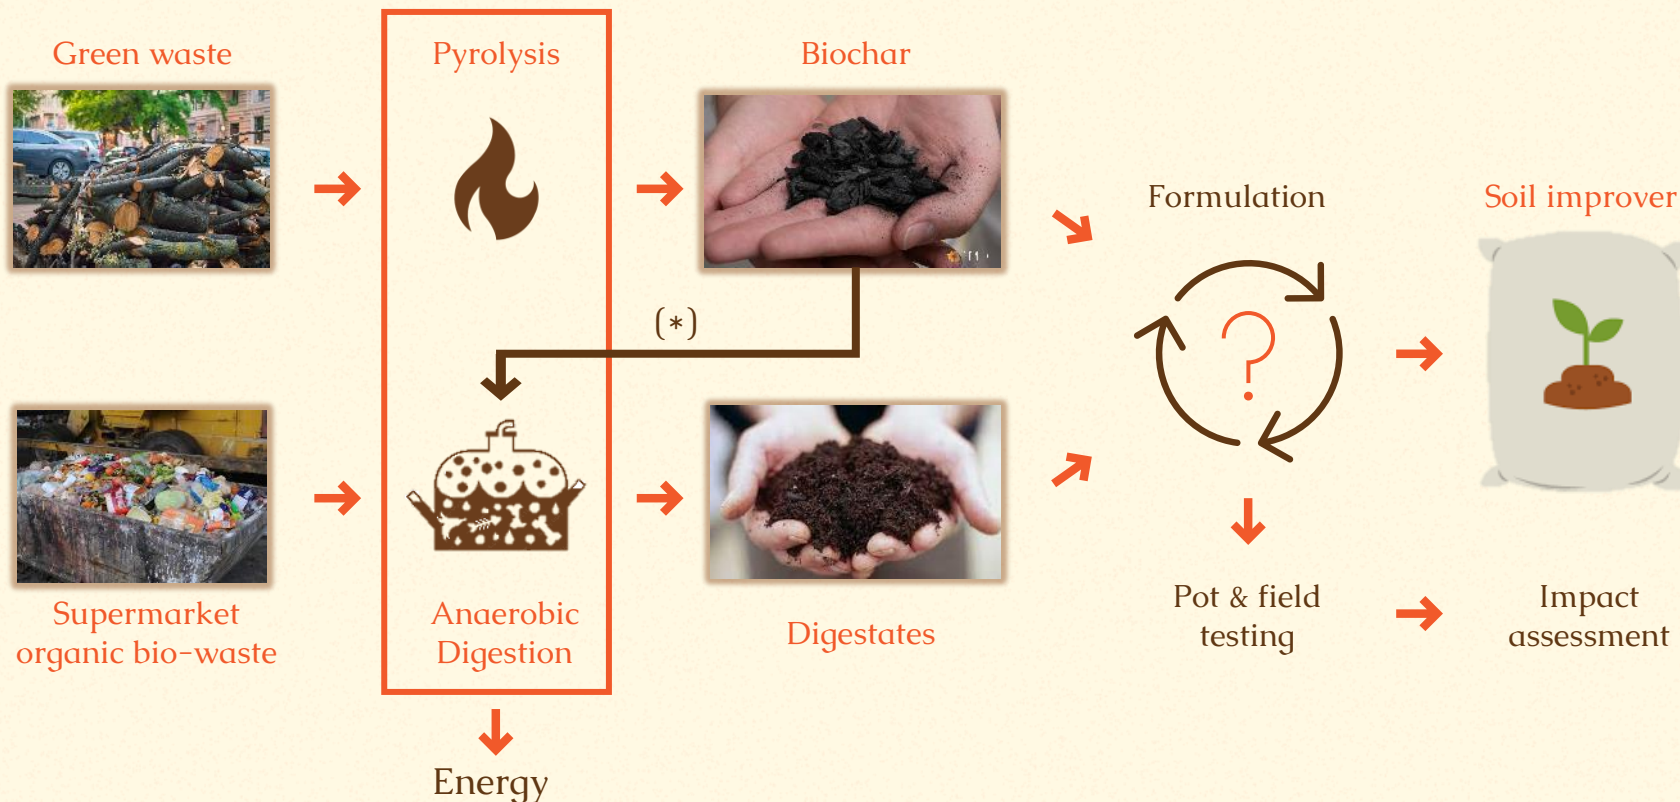 Green waste
Pyrolysis
Biochar
Formulation
Soil improver
(*)
?
Supermarket
organic bio-waste
Anaerobic
Digestion
Digestates
Pot & field
testing
Impact
assessment
Energy